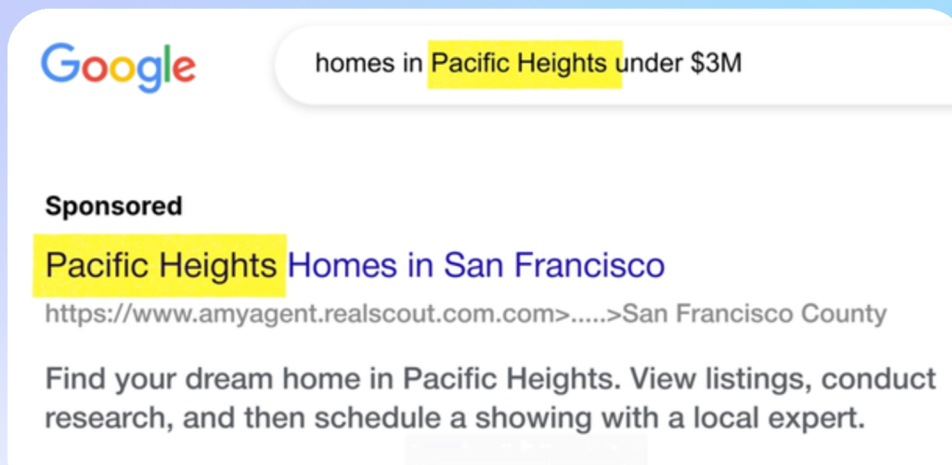 Google
homes in Pacific Heights under $3M
Sponsored
Pacific Heights Homes in San Francisco
https://www.amyagent.realscout.com.com>.....>San Francisco County
Find your dream home in Pacific Heights. View listings, conduct
research, and then schedule a showing with a local expert.